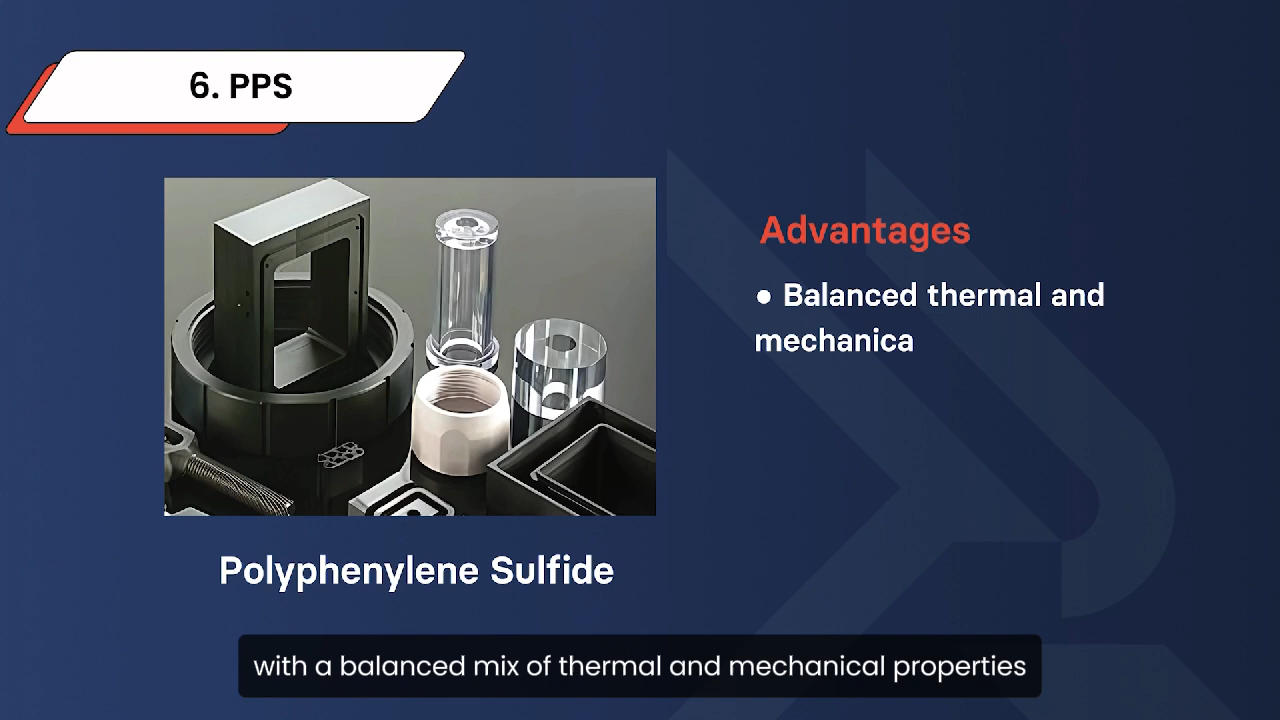 6. PPS
Advantages
● Balanced thermal and
mechanica
Polyphenylene Sulfide
with a balanced mix of thermal and mechanical properties